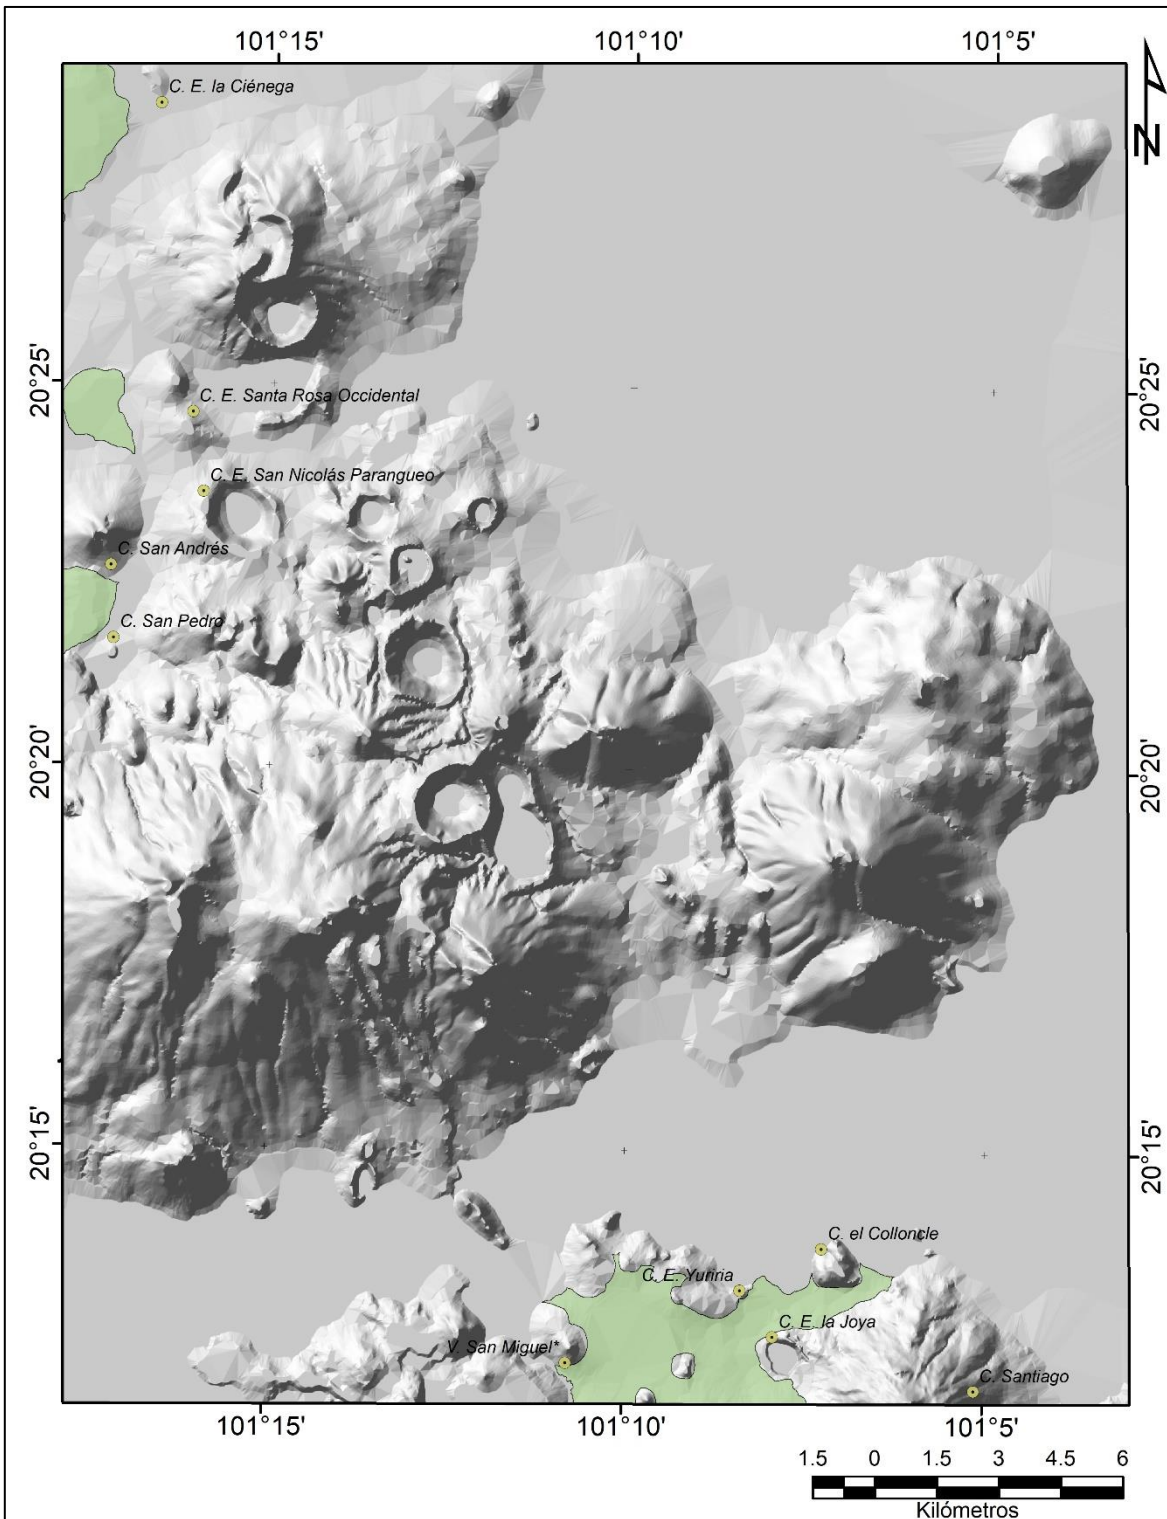 101°15' 101°10' 101°5'
N
C. E. la Ciénega
20°25' 20°25'
C. E. Santa Rosa Occidental
C. E. San Nicolás Parangueo
C. San Andrés
C. San Pedro
20°20' 20°20'
20°15' 20°15'
C. el Colloncle
C. E. Yuriria
C. E. la Joya
V. San Miguel*
C. Santiago
101°15' 101°10' 101°5'
1.5 0 1.5 3 4.5 6
Kilómetros